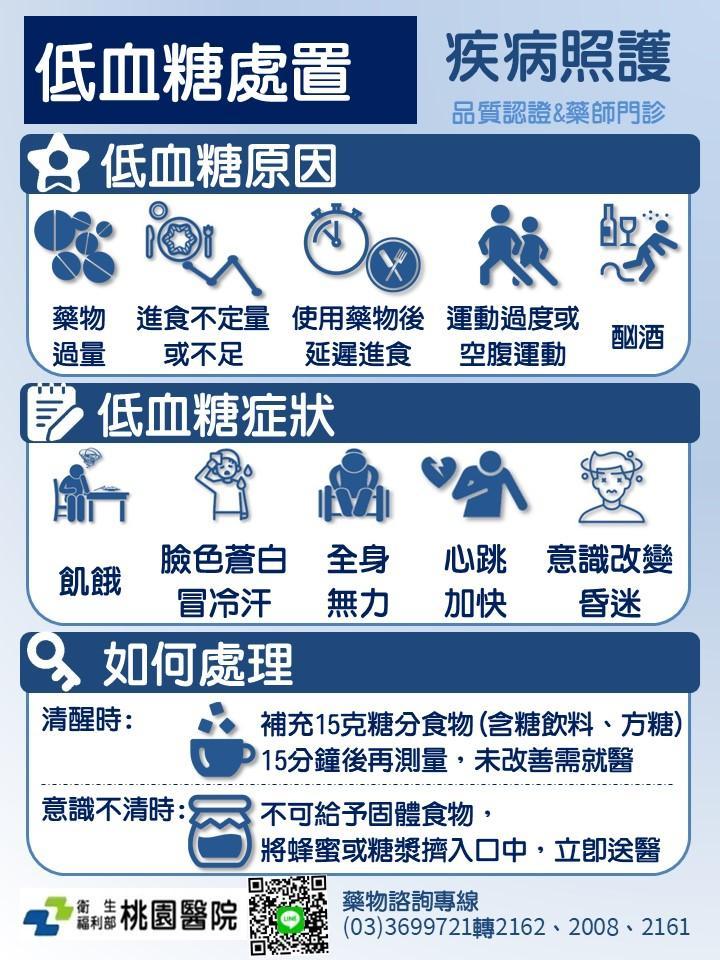 低血糖處置
疾病照護
品質認證&藥師門診
低血糖原因
藥物
過量
進食不定量
或不足
使用藥物後
延遲進食
運動過度或
空腹運動
酗酒
低血糖症狀
飢餓
臉色蒼白
冒冷汗
全身
無力
心跳
加快
意識改變
昏迷
如何處理
清醒時:
補充15克糖分食物(含糖飲料、方糖)
15分鐘後再測量，未改善需就醫
意識不清時:
不可給予固體食物，
將蜂蜜或糖漿擠入口中，立即送醫
衛生
福利部
桃園醫院
LINE
藥物諮詢專線
(03)3699721轉2162、2008、2161